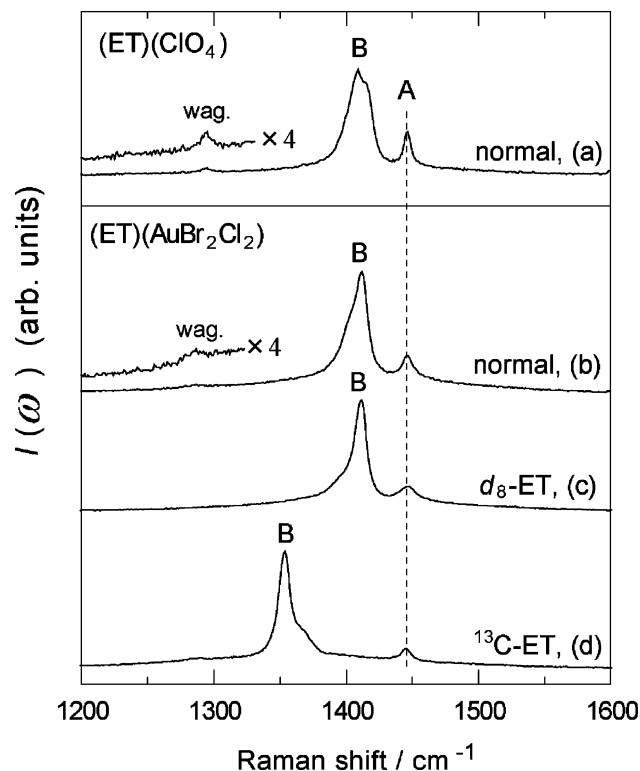 (ET)(ClO₄)
B
A
wag.
× 4
normal, (a)
(ET)(AuBr₂Cl₂)
B
wag.
× 4
normal, (b)
B
d₈-ET, (c)
B
¹³C-ET, (d)
I(ω) (arb. units)
1200 1300 1400 1500 1600
Raman shift / cm⁻¹